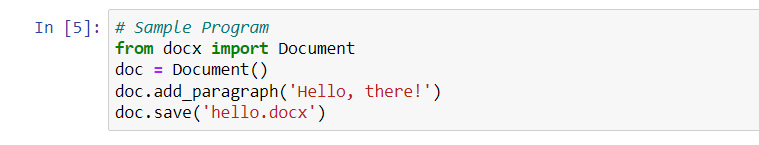 In [5]: # Sample Program
from docx import Document
doc = Document()
doc.add_paragraph('Hello, there!')
doc.save('hello.docx')